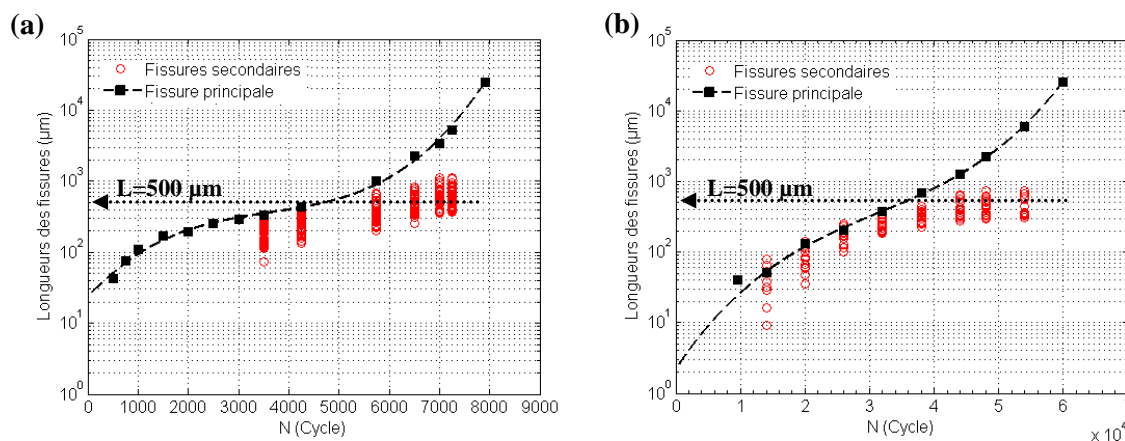 (a)
10^5
10^4
10^3
10^2
10^1
10^0
Longueurs des fissures (µm)
Fissures secondaires
Fissure principale
L=500 µm
0 1000 2000 3000 4000 5000 6000 7000 8000 9000
N (Cycle)
(b)
10^5
10^4
10^3
10^2
10^1
10^0
Longueurs des fissures (µm)
Fissures secondaires
Fissure principale
L=500 µm
0 1 2 3 4 5 6 7
N (Cycle)
x 10^4